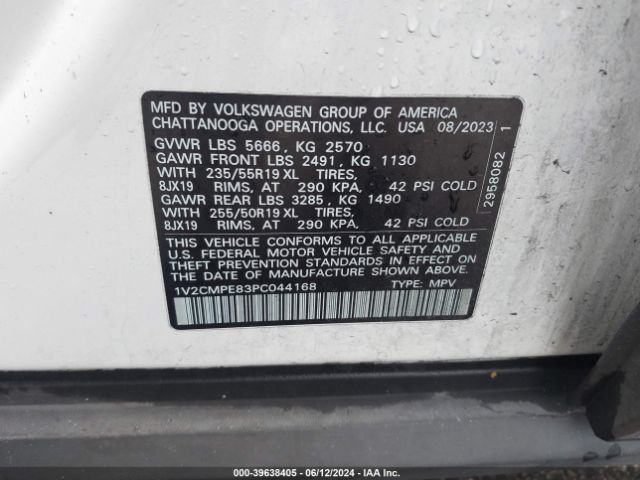 MFD BY VOLKSWAGEN GROUP OF AMERICA
CHATTANOOGA OPERATIONS, LLC. USA 08/2023
GVWR LBS 5666, KG 2570
GAWR FRONT LBS 2491, KG 1130
WITH 235/55R19 XL TIRES,
8JX19 RIMS, AT 290 KPA, 42 PSI COLD
GAWR REAR LBS 3285, KG 1490
WITH 255/50R19 XL TIRES,
8JX19 RIMS, AT 290 KPA, 42 PSI COLD
THIS VEHICLE CONFORMS TO ALL APPLICABLE
U.S. FEDERAL MOTOR VEHICLE SAFETY AND
THEFT PREVENTION STANDARDS IN EFFECT ON
THE DATE OF MANUFACTURE SHOWN ABOVE.
1V2CMPE83PC044168 TYPE: MPV
2958082 1
000-39638405 - 06/12/2024 - IAA Inc.